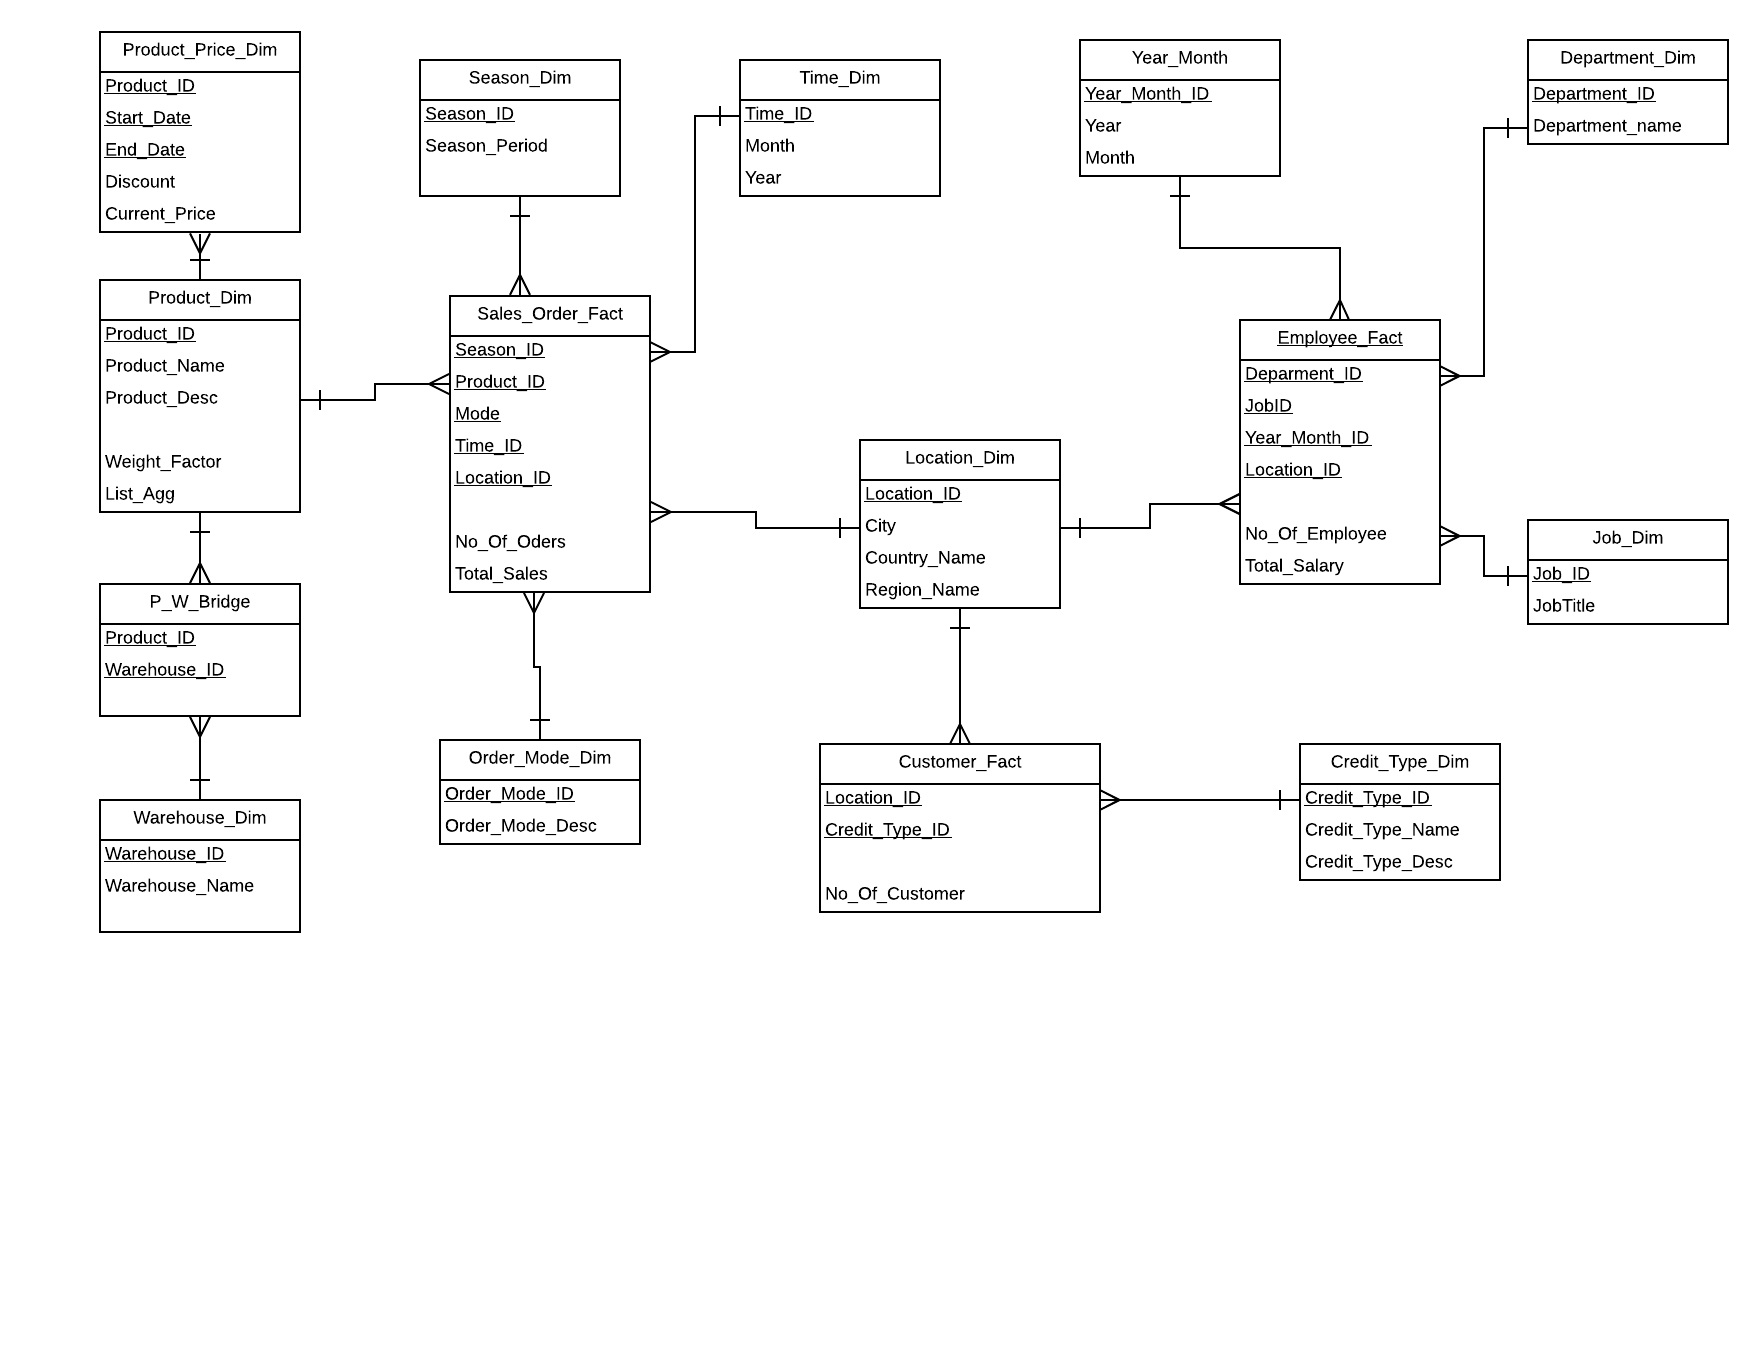 Product_Price_Dim
Product_ID
Start_Date
End_Date
Discount
Current_Price
Season_Dim
Season_ID
Season_Period
Time_Dim
Time_ID
Month
Year
Year_Month
Year_Month_ID
Year
Month
Department_Dim
Department_ID
Department_name
Product_Dim
Product_ID
Product_Name
Product_Desc
Weight_Factor
List_Agg
Sales_Order_Fact
Season_ID
Product_ID
Mode
Time_ID
Location_ID
No_Of_Oders
Total_Sales
Location_Dim
Location_ID
City
Country_Name
Region_Name
Employee_Fact
Deparment_ID
JobID
Year_Month_ID
Location_ID
No_Of_Employee
Total_Salary
Job_Dim
Job_ID
JobTitle
P_W_Bridge
Product_ID
Warehouse_ID
Warehouse_Dim
Warehouse_ID
Warehouse_Name
Order_Mode_Dim
Order_Mode_ID
Order_Mode_Desc
Customer_Fact
Location_ID
Credit_Type_ID
No_Of_Customer
Credit_Type_Dim
Credit_Type_ID
Credit_Type_Name
Credit_Type_Desc